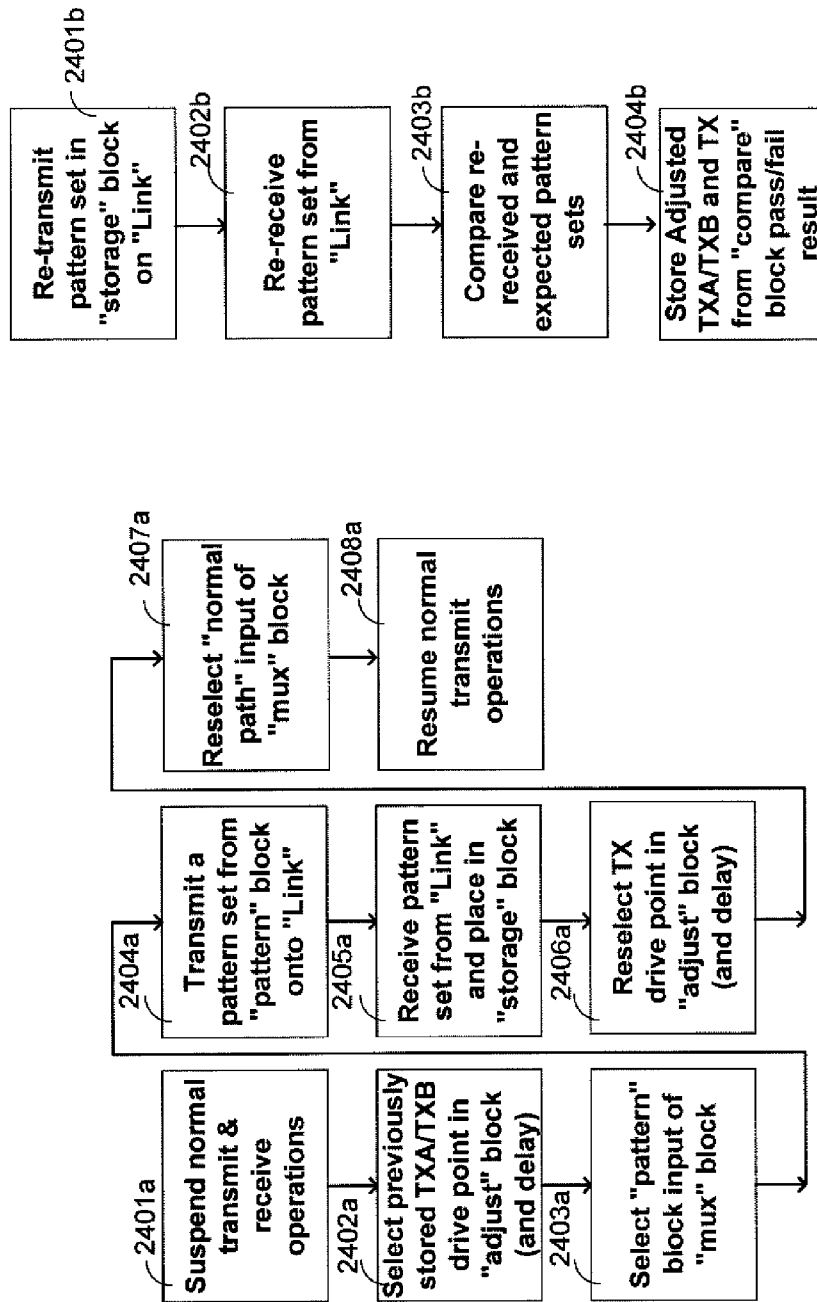 2401a
Suspend normal
transmit &
receive
operations
2402a
Select previously
stored TXA/TXB
drive point in
"adjust" block
(and delay)
2403a
Select "pattern"
block input of
"mux" block
2404a
Transmit a
pattern set from
"pattern" block
onto "Link"
2405a
Receive pattern
set from "Link"
and place in
"storage" block
2406a
Reselect TX
drive point in
"adjust" block
(and delay)
2407a
Reselect "normal
path" input of
"mux" block
2408a
Resume normal
transmit
operations
2401b
Re-transmit
pattern set in
"storage" block
on "Link"
2402b
Re-receive
pattern set from
"Link"
2403b
Compare re-
received and
expected pattern
sets
2404b
Store Adjusted
TXA/TXB and TX
from "compare"
block pass/fail
result